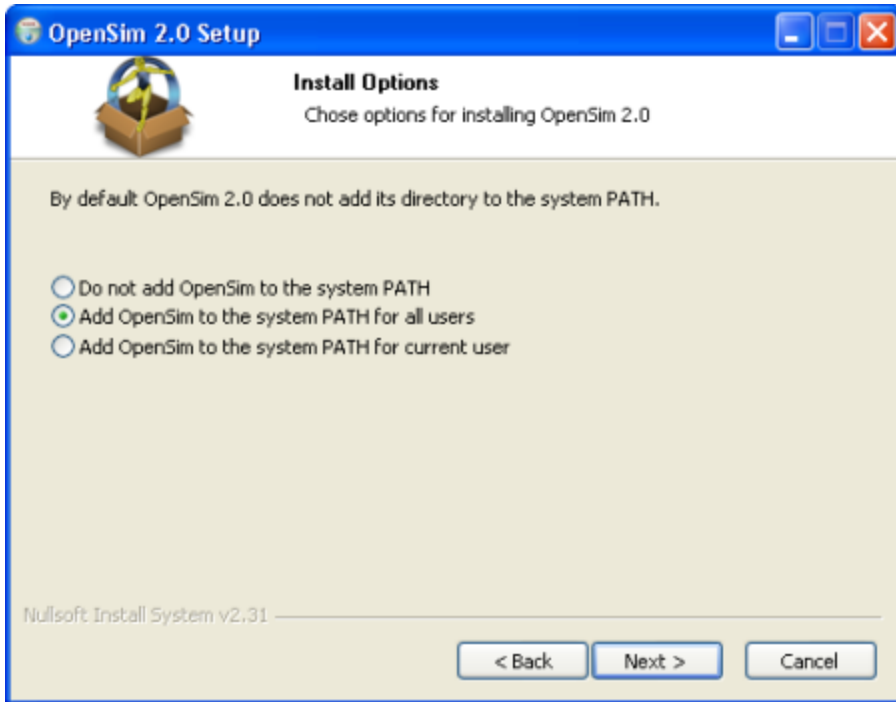 OpenSim 2.0 Setup
Install Options
Chose options for installing OpenSim 2.0
By default OpenSim 2.0 does not add its directory to the system PATH.
Do not add OpenSim to the system PATH
Add OpenSim to the system PATH for all users
Add OpenSim to the system PATH for current user
Nullsoft Install System v2.31
< Back
Next >
Cancel